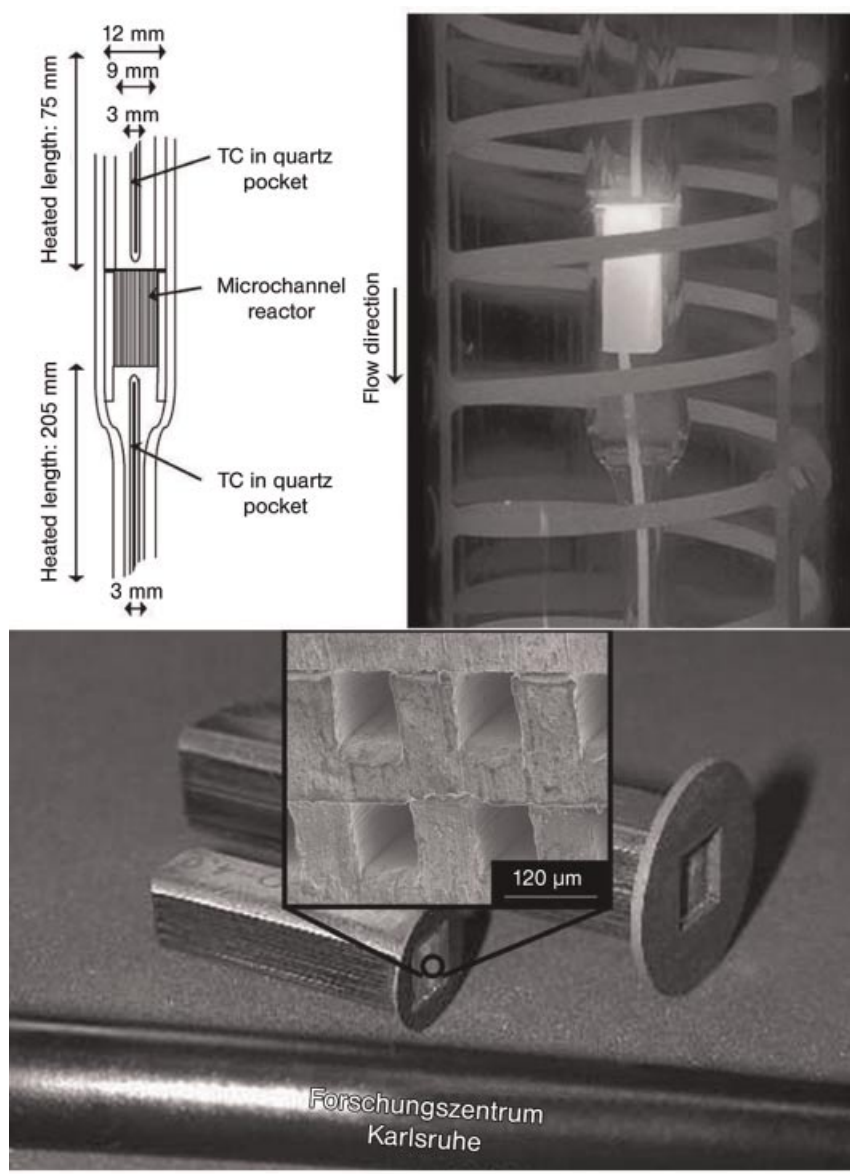 12 mm
9 mm
3 mm
Heated length: 75 mm
TC in quartz
pocket
Microchannel
reactor
Flow direction
Heated length: 205 mm
TC in quartz
pocket
3 mm
120 µm
Forschungszentrum
Karlsruhe